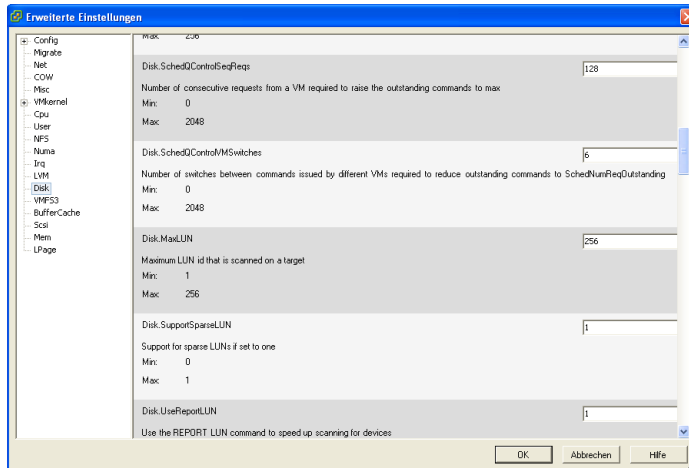 Erweiterte Einstellungen
Config
Migrate
Net
COW
Misc
VMkernel
Cpu
User
NFS
Numa
Irq
LVM
Disk
VMFS3
BufferCache
Scsi
Mem
LPage
Max: 256
Disk.SchedQControlSeqReqs
128
Number of consecutive requests from a VM required to raise the outstanding commands to max
Min: 0
Max: 2048
Disk.SchedQControlVMSwitches
6
Number of switches between commands issued by different VMs required to reduce outstanding commands to SchedNumReqOutstanding
Min: 0
Max: 2048
Disk.MaxLUN
256
Maximum LUN id that is scanned on a target
Min: 1
Max: 256
Disk.SupportSparseLUN
1
Support for sparse LUNs if set to one
Min: 0
Max: 1
Disk.UseReportLUN
1
Use the REPORT LUN command to speed up scanning for devices
OK Abbrechen Hilfe